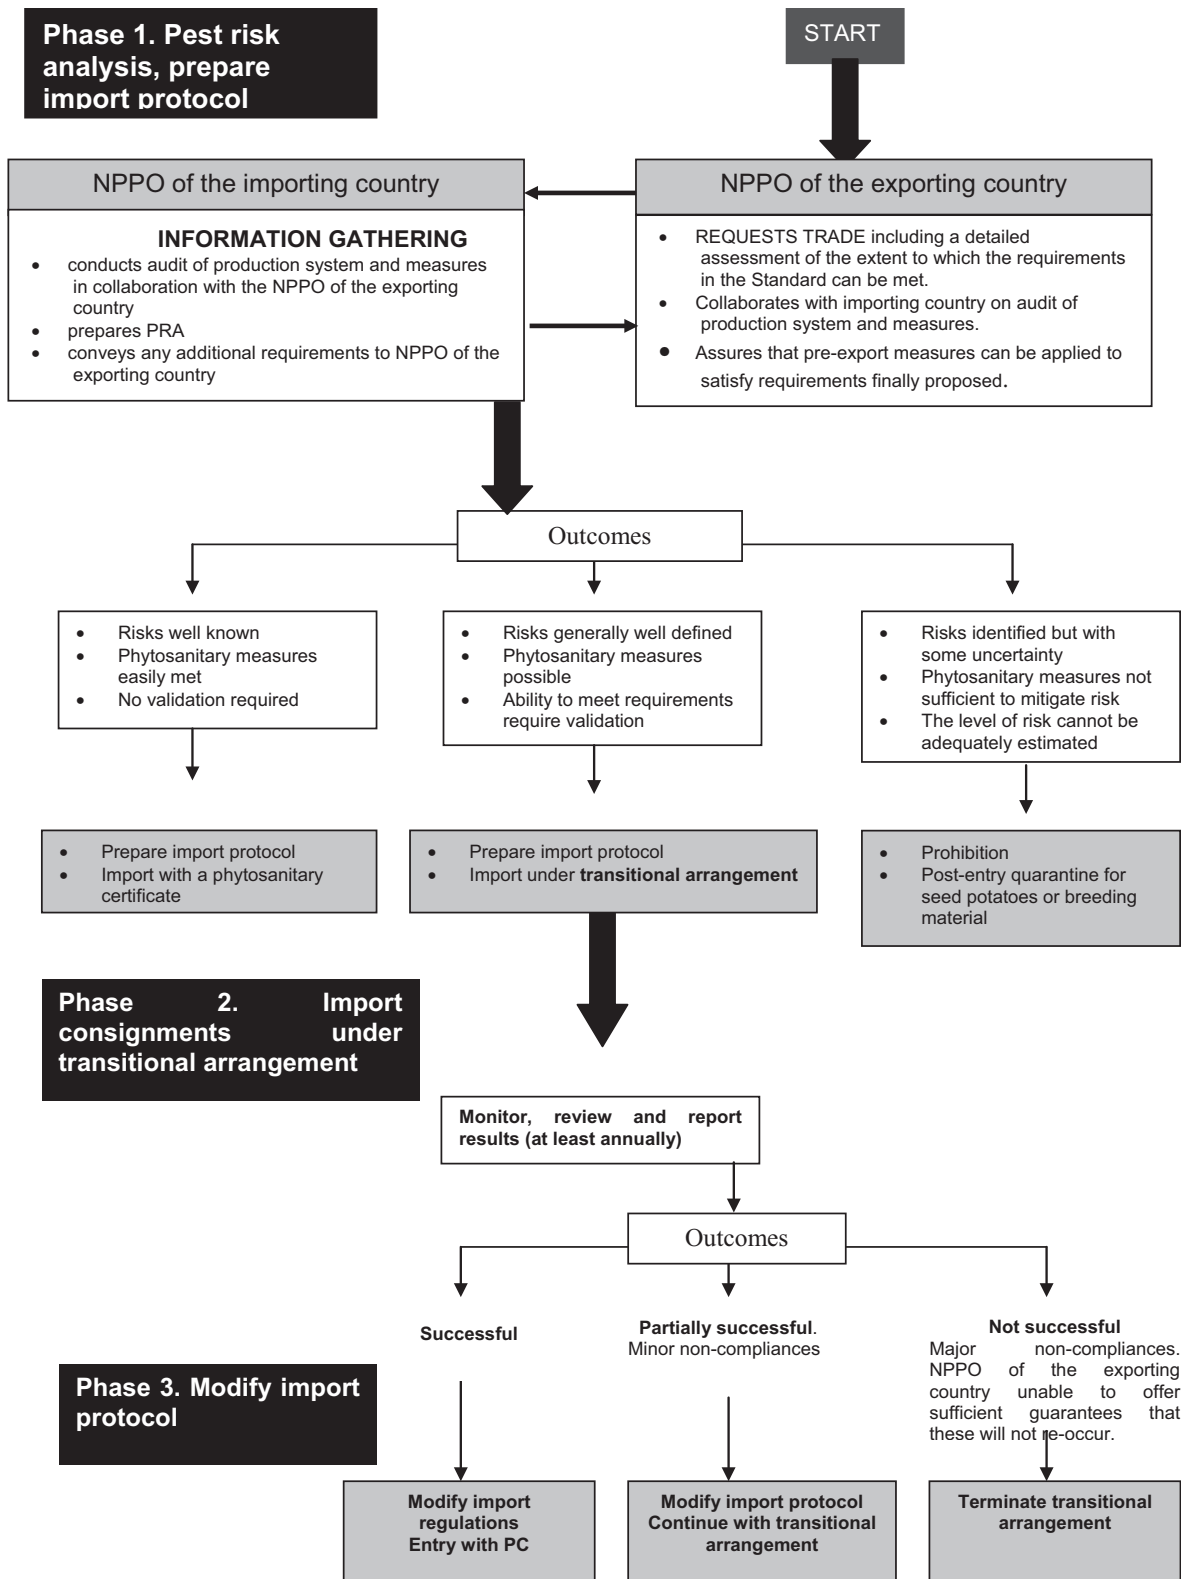 Phase 1. Pest risk
analysis, prepare
import protocol
START
NPPO of the importing country
INFORMATION GATHERING
• conducts audit of production system and measures
in collaboration with the NPPO of the exporting
country
• prepares PRA
• conveys any additional requirements to NPPO of the
exporting country
NPPO of the exporting country
• REQUESTS TRADE including a detailed
assessment of the extent to which the requirements
in the Standard can be met.
• Collaborates with importing country on audit of
production system and measures.
• Assures that pre-export measures can be applied to
satisfy requirements finally proposed.
Outcomes
• Risks well known
• Phytosanitary measures
easily met
• No validation required
• Risks generally well defined
• Phytosanitary measures
possible
• Ability to meet requirements
require validation
• Risks identified but with
some uncertainty
• Phytosanitary measures not
sufficient to mitigate risk
• The level of risk cannot be
adequately estimated
• Prepare import protocol
• Import with a phytosanitary
certificate
• Prepare import protocol
• Import under transitional arrangement
• Prohibition
• Post-entry quarantine for
seed potatoes or breeding
material
Phase 2. Import
consignments under
transitional arrangement
Monitor, review and report
results (at least annually)
Outcomes
Successful
Partially successful.
Minor non-compliances
Not successful
Major non-compliances.
NPPO of the exporting
country unable to offer
sufficient guarantees that
these will not re-occur.
Phase 3. Modify import
protocol
Modify import
regulations
Entry with PC
Modify import protocol
Continue with transitional
arrangement
Terminate transitional
arrangement